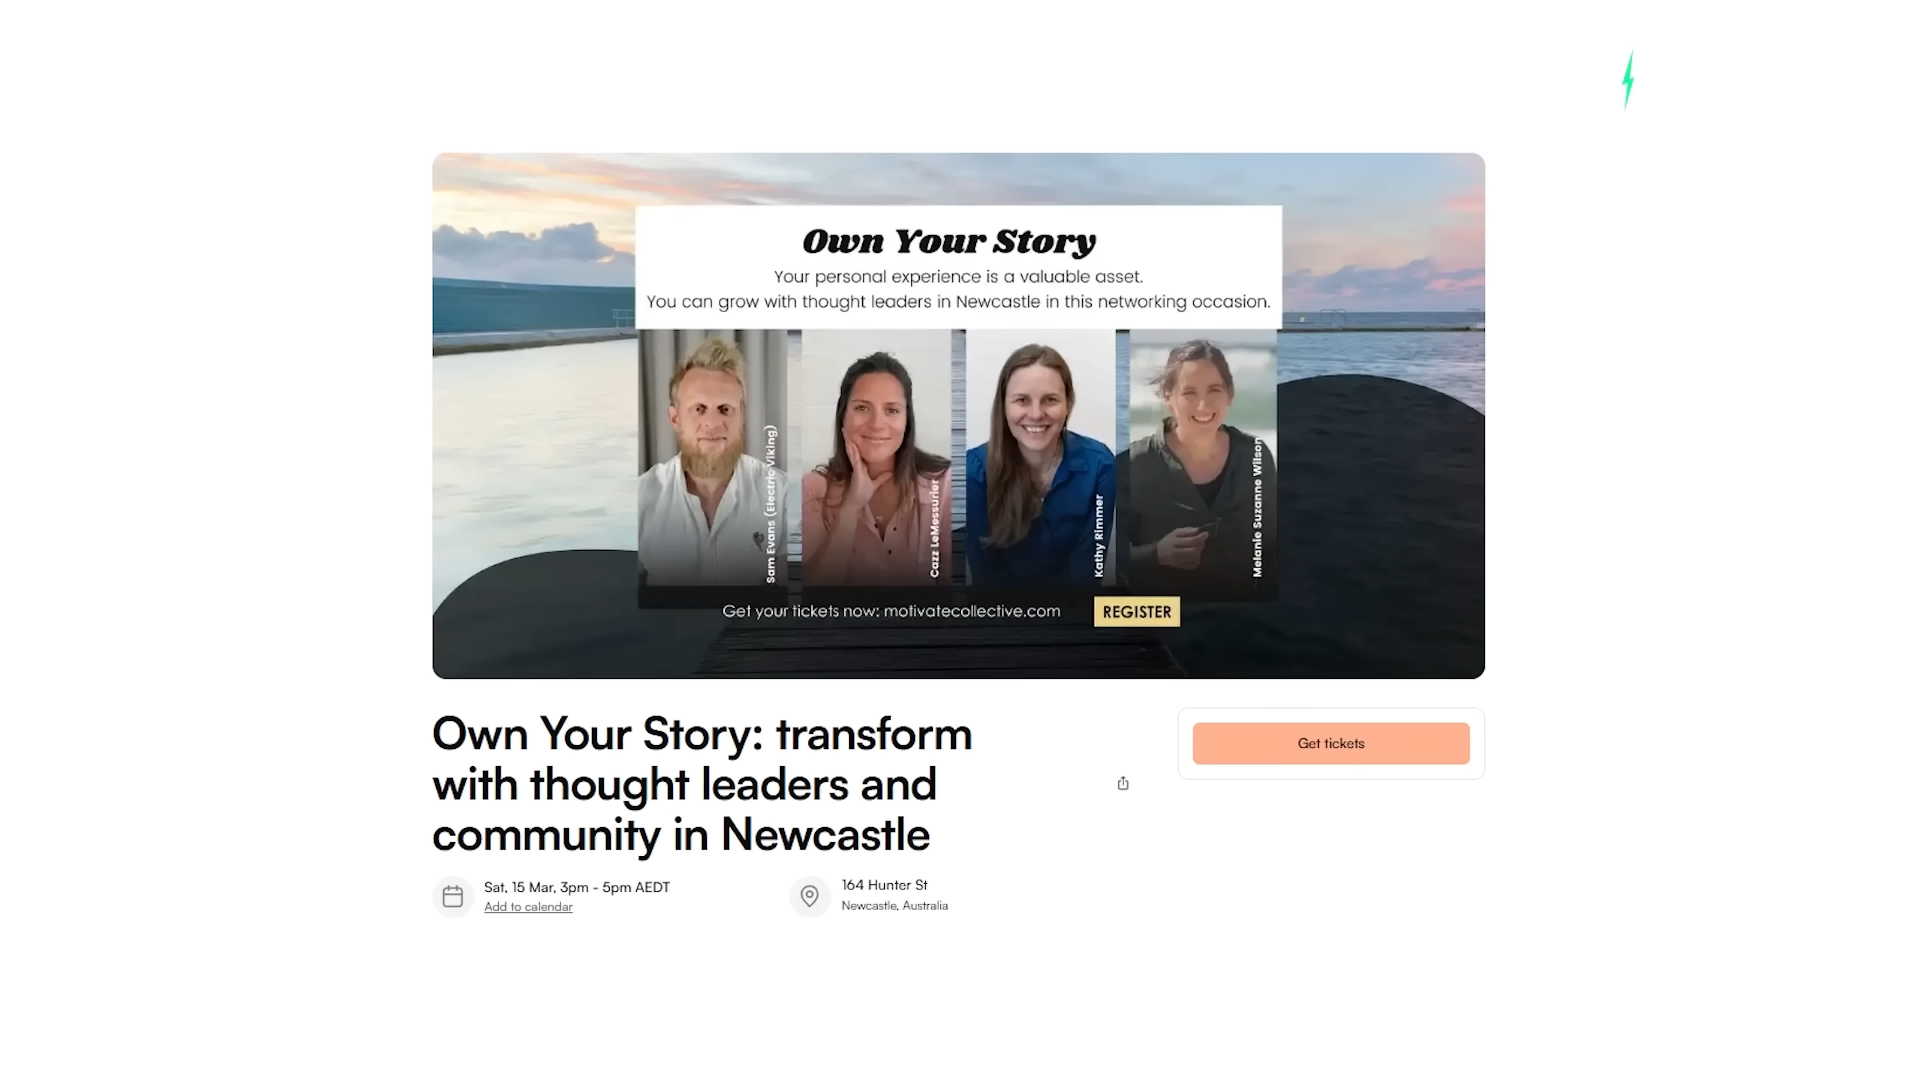 Own Your Story
Your personal experience is a valuable asset.
You can grow with thought leaders in Newcastle in this networking occasion.
Sam Evans (Electric Viking)
Cazz LeMessurier
Kathy Rimmer
Melanie Suzanne Wilson
Get your tickets now: motivatecollective.com
REGISTER
Own Your Story: transform
with thought leaders and
community in Newcastle
Get tickets
Sat, 15 Mar, 3pm - 5pm AEDT
Add to calendar
164 Hunter St
Newcastle, Australia